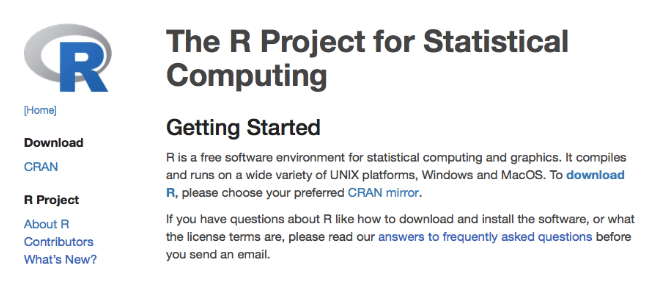 R
[Home]
Download
CRAN
R Project
About R
Contributors
What's New?
The R Project for Statistical
Computing
Getting Started
R is a free software environment for statistical computing and graphics. It compiles
and runs on a wide variety of UNIX platforms, Windows and MacOS. To download
R, please choose your preferred CRAN mirror.
If you have questions about R like how to download and install the software, or what
the license terms are, please read our answers to frequently asked questions before
you send an email.